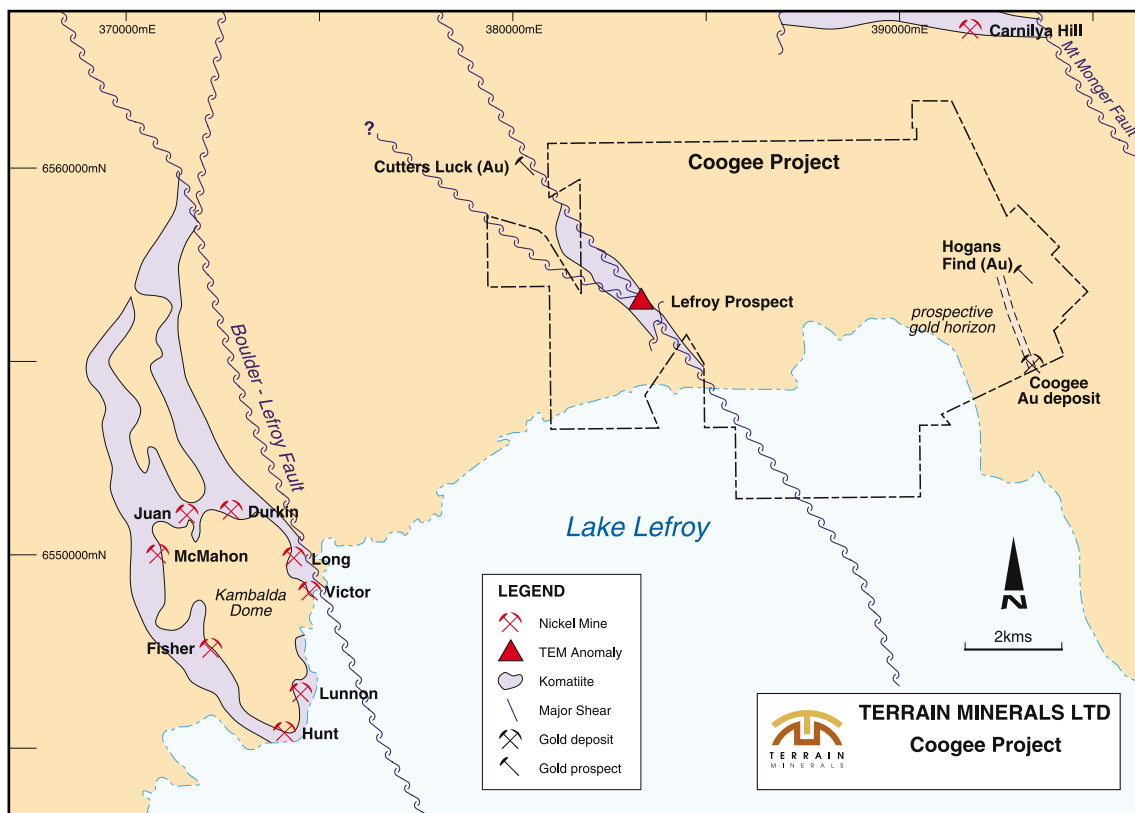 370000mE
380000mE
390000mE
Carnilya Hill
Mt Monger Fault
?
Cutters Luck (Au)
6560000mN
Coogee Project
Hogans
Find (Au)
Lefroy Prospect
prospective
gold horizon
Boulder - Lefroy Fault
Coogee
Au deposit
Juan
Durkin
Lake Lefroy
6550000mN
McMahon
Long
Kambalda
Dome
Victor
Fisher
Lunnon
Hunt
N
2kms
LEGEND
Nickel Mine
TEM Anomaly
Komatiite
Major Shear
Gold deposit
Gold prospect
TERRAIN
MINERALS
TERRAIN MINERALS LTD
Coogee Project